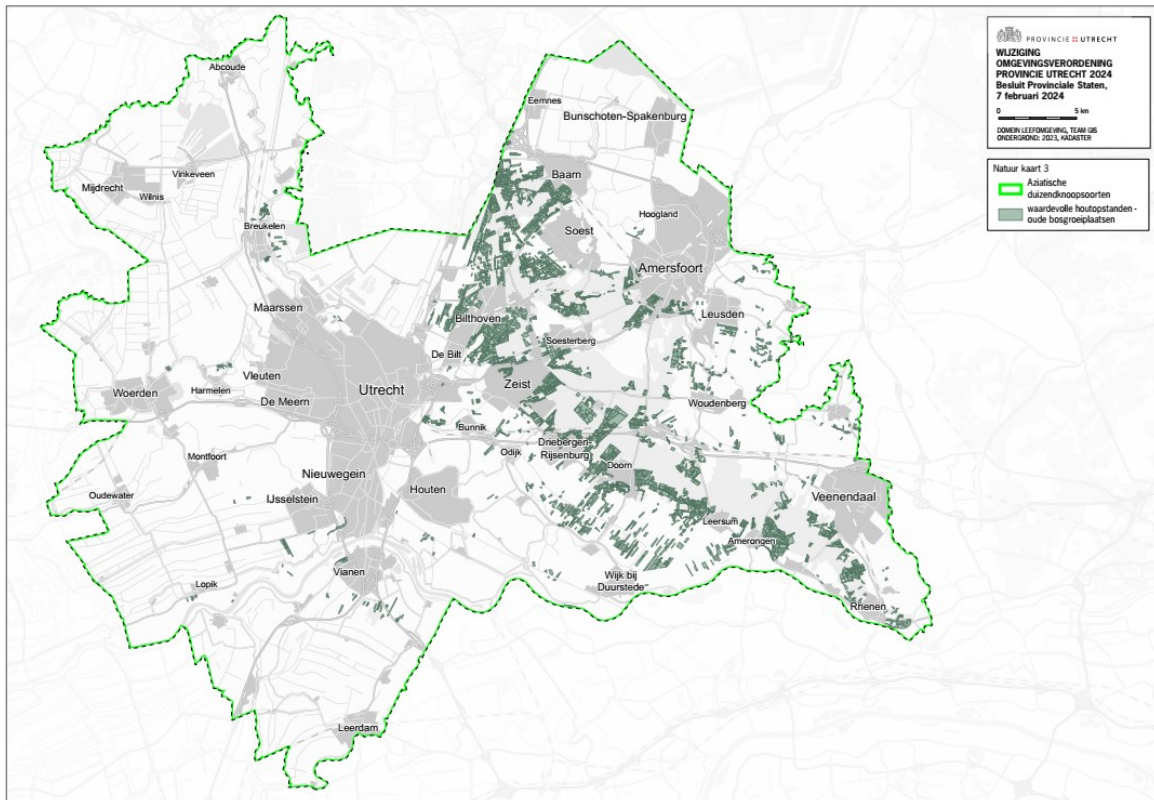 PROVINCIE UTRECHT
WIJZIGING
OMGEVINGSVERORDENING
PROVINCIE UTRECHT 2024
Besluit Provinciale Staten,
7 februari 2024
0 5 km
DOMEIN LEEFOMGEVING, TEAM GIS
ONDERGROND: 2023, KADASTER
Natuur kaart 3
Aziatische
duizendknoopsoorten
waardevolle houtopstanden -
oude bosgroeiplaatsen
Abcoude
Eemnes
Bunschoten-Spakenburg
Vinkeveen
Mijdrecht
Wilnis
Baarn
Hoogland
Breukelen
Soest
Amersfoort
Maarssen
Leusden
Bilthoven
Soesterberg
De Bilt
Vleuten
Harmelen
Woerden
Utrecht
Zeist
De Meern
Woudenberg
Bunnik
Driebergen-
Rijsenburg
Odijk
Montfoort
Doorn
Nieuwegein
Oudewater
IJsselstein
Houten
Veenendaal
Leersum
Amerongen
Vianen
Wijk bij
Duurstede
Lopik
Rhenen
Leerdam